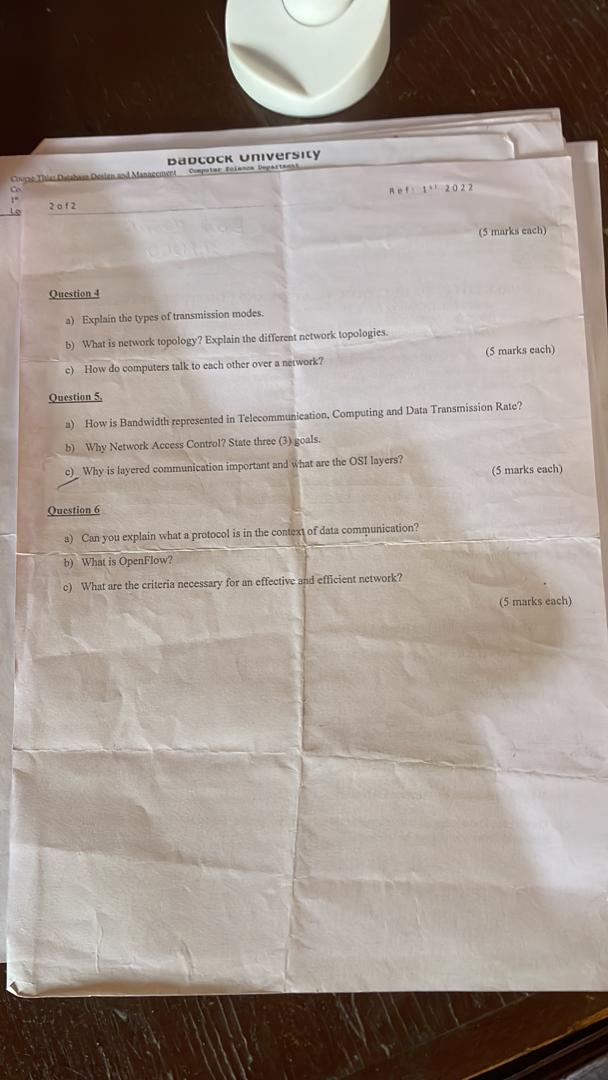 Babcock University
Computer Science Department
Course Title: Database Design and Management
Co
1st
Le
2 of 2
Ref: 1st 2022
(5 marks each)
Question 4
a) Explain the types of transmission modes.
b) What is network topology? Explain the different network topologies.
c) How do computers talk to each other over a network?
(5 marks each)
Question 5.
a) How is Bandwidth represented in Telecommunication, Computing and Data Transmission Rate?
b) Why Network Access Control? State three (3) goals.
c) Why is layered communication important and what are the OSI layers?
(5 marks each)
Question 6
a) Can you explain what a protocol is in the context of data communication?
b) What is OpenFlow?
c) What are the criteria necessary for an effective and efficient network?
(5 marks each)